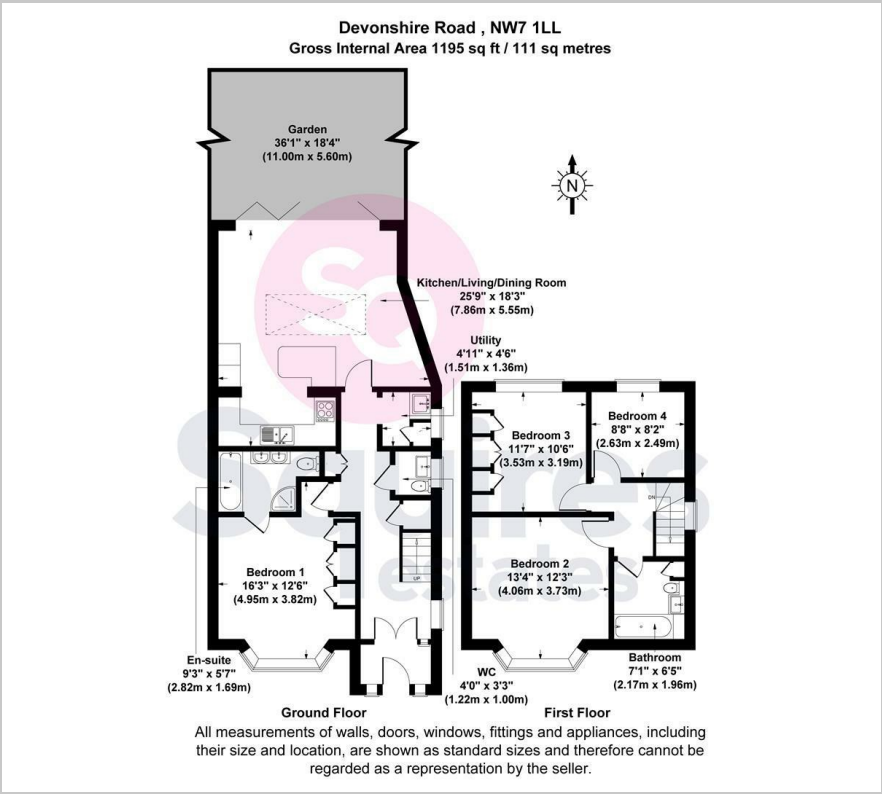 Devonshire Road , NW7 1LL
Gross Internal Area 1195 sq ft / 111 sq metres
Garden
36'1" x 18'4"
(11.00m x 5.60m)
N
SQ
Squires
estates
Kitchen/Living/Dining Room
25'9" x 18'3"
(7.86m x 5.55m)
Utility
4'11" x 4'6"
(1.51m x 1.36m)
Bedroom 3
11'7" x 10'6"
(3.53m x 3.19m)
Bedroom 4
8'8" x 8'2"
(2.63m x 2.49m)
DN
Bedroom 1
16'3" x 12'6"
(4.95m x 3.82m)
UP
Bedroom 2
13'4" x 12'3"
(4.06m x 3.73m)
En-suite
9'3" x 5'7"
(2.82m x 1.69m)
WC
4'0" x 3'3"
(1.22m x 1.00m)
Bathroom
7'1" x 6'5"
(2.17m x 1.96m)
Ground Floor
First Floor
All measurements of walls, doors, windows, fittings and appliances, including
their size and location, are shown as standard sizes and therefore cannot be
regarded as a representation by the seller.